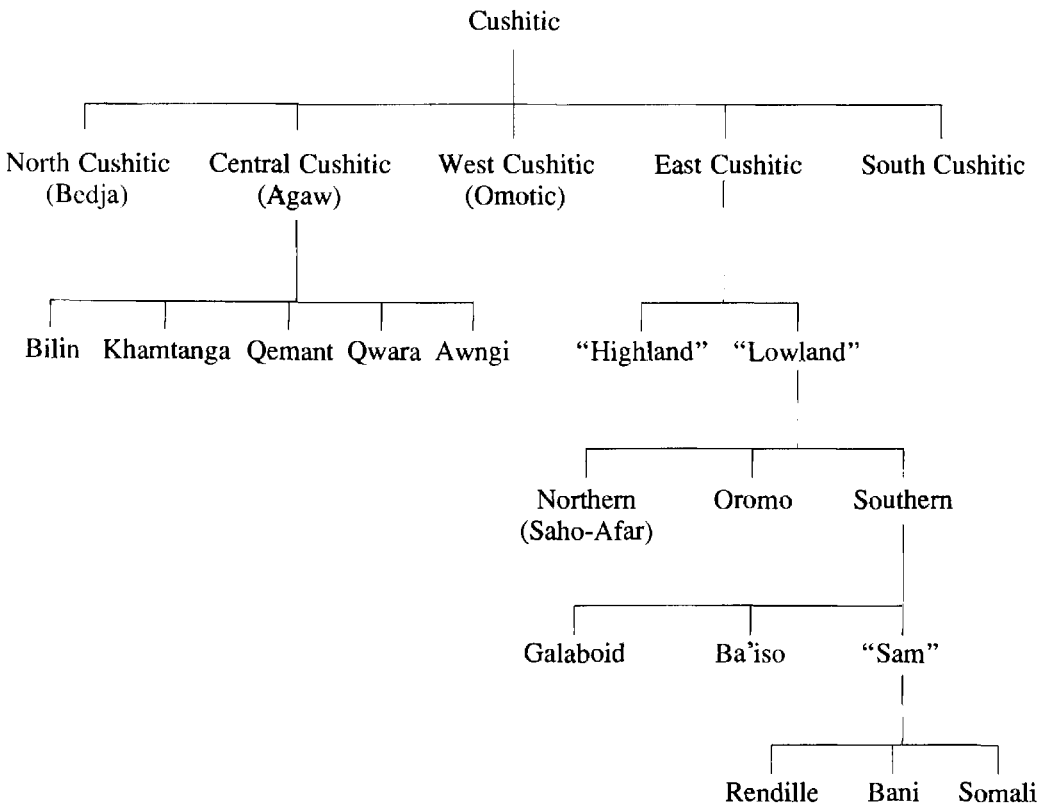 Cushitic
North Cushitic Central Cushitic West Cushitic East Cushitic South Cushitic
(Bedja) (Agaw) (Omotic)
Bilin Khamtanga Qemant Qwara Awngi “Highland” “Lowland”
Northern Oromo Southern
(Saho-Afar)
Galaboid Ba’iso “Sam”
Rendille Bani Somali